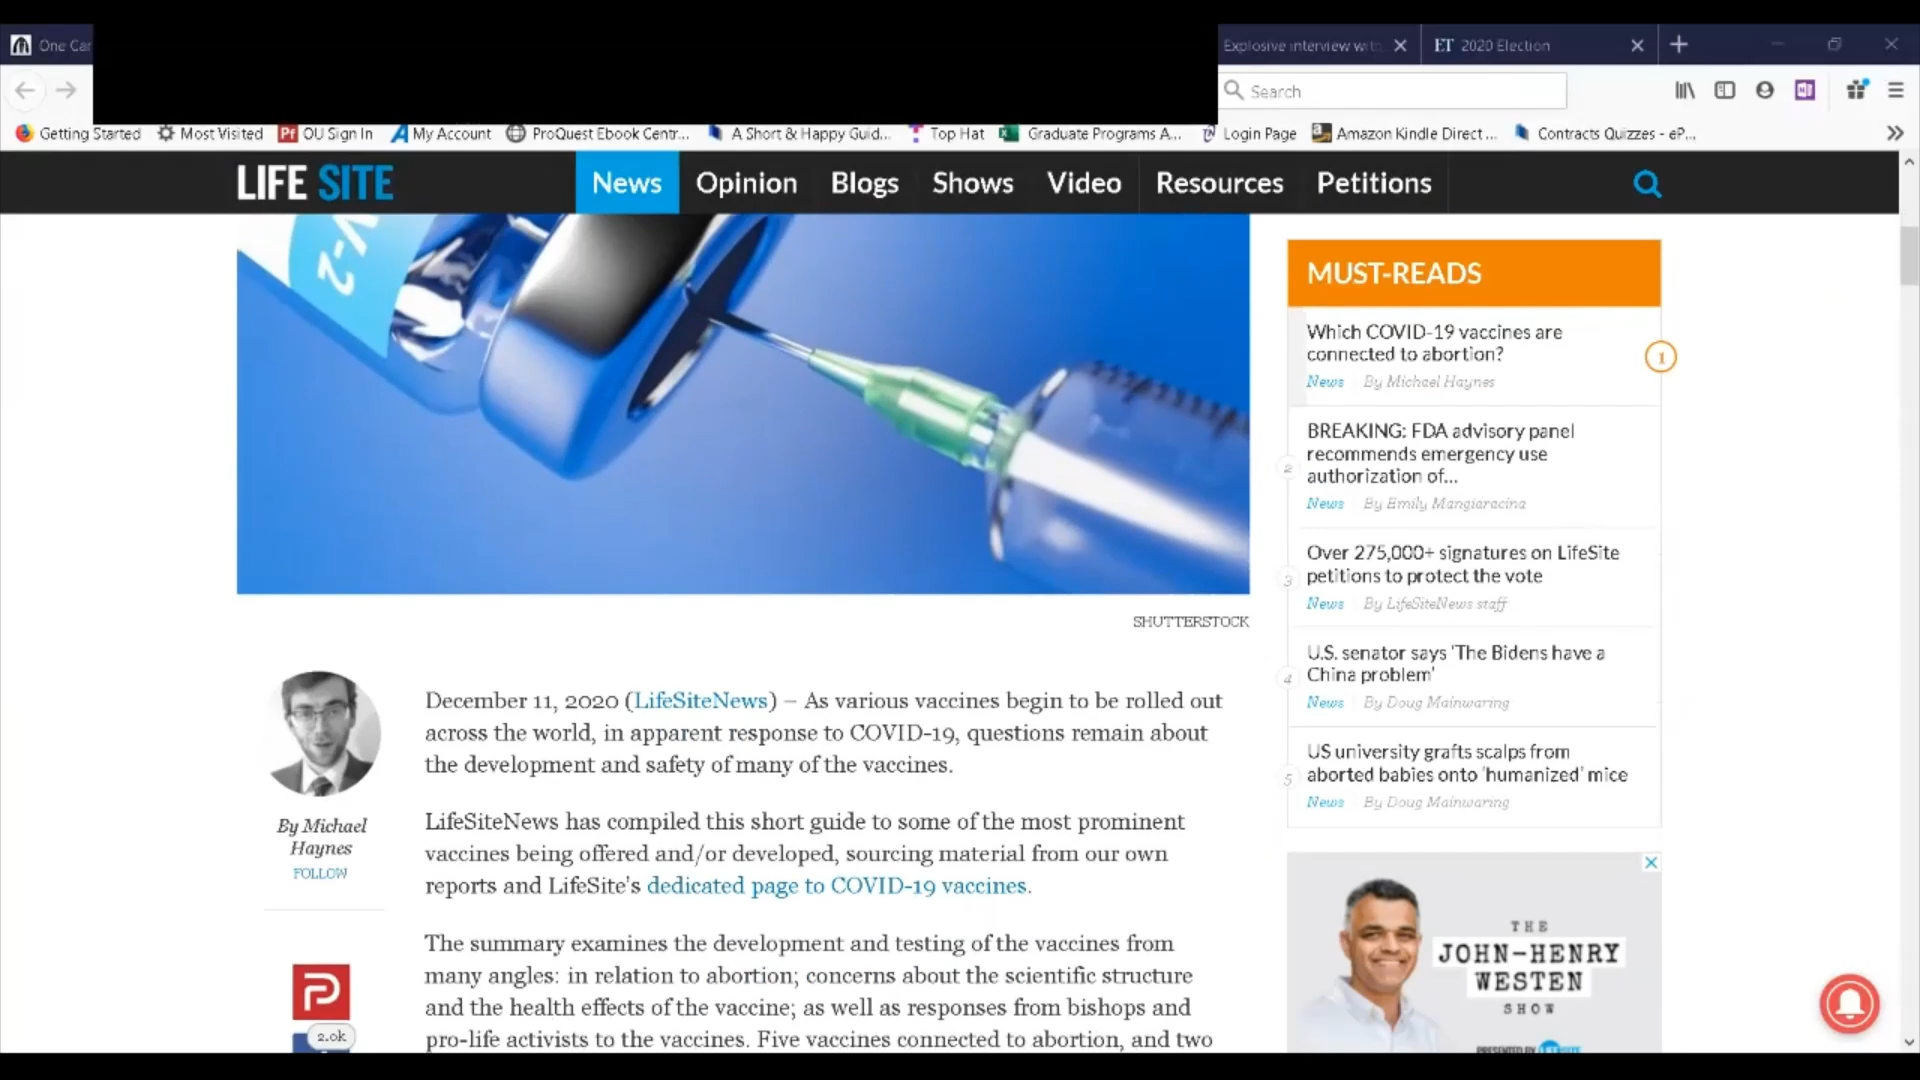 One Car
Explosive interview with
ET 2020 Election
Search
Getting Started
Most Visited
OU Sign In
My Account
ProQuest Ebook Centr...
A Short & Happy Guid...
Top Hat
Graduate Programs A...
Login Page
Amazon Kindle Direct ...
Contracts Quizzes - eP...
LIFE SITE
News
Opinion
Blogs
Shows
Video
Resources
Petitions
V-2
SHUTTERSTOCK
By Michael
Haynes
FOLLOW
2.0k
December 11, 2020 (LifeSiteNews) – As various vaccines begin to be rolled out
across the world, in apparent response to COVID-19, questions remain about
the development and safety of many of the vaccines.
LifeSiteNews has compiled this short guide to some of the most prominent
vaccines being offered and/or developed, sourcing material from our own
reports and LifeSite's dedicated page to COVID-19 vaccines.
The summary examines the development and testing of the vaccines from
many angles: in relation to abortion; concerns about the scientific structure
and the health effects of the vaccine; as well as responses from bishops and
pro-life activists to the vaccines. Five vaccines connected to abortion, and two
MUST-READS
Which COVID-19 vaccines are
connected to abortion?
1
News By Michael Haynes
BREAKING: FDA advisory panel
recommends emergency use
2
authorization of...
News By Emily Mangiaracina
Over 275,000+ signatures on LifeSite
3
petitions to protect the vote
News By LifeSiteNews staff
U.S. senator says 'The Bidens have a
4
China problem'
News By Doug Mainwaring
US university grafts scalps from
5
aborted babies onto 'humanized' mice
News By Doug Mainwaring
THE
JOHN-HENRY
WESTEN
SHOW
PRESENTED BY LIFESITE